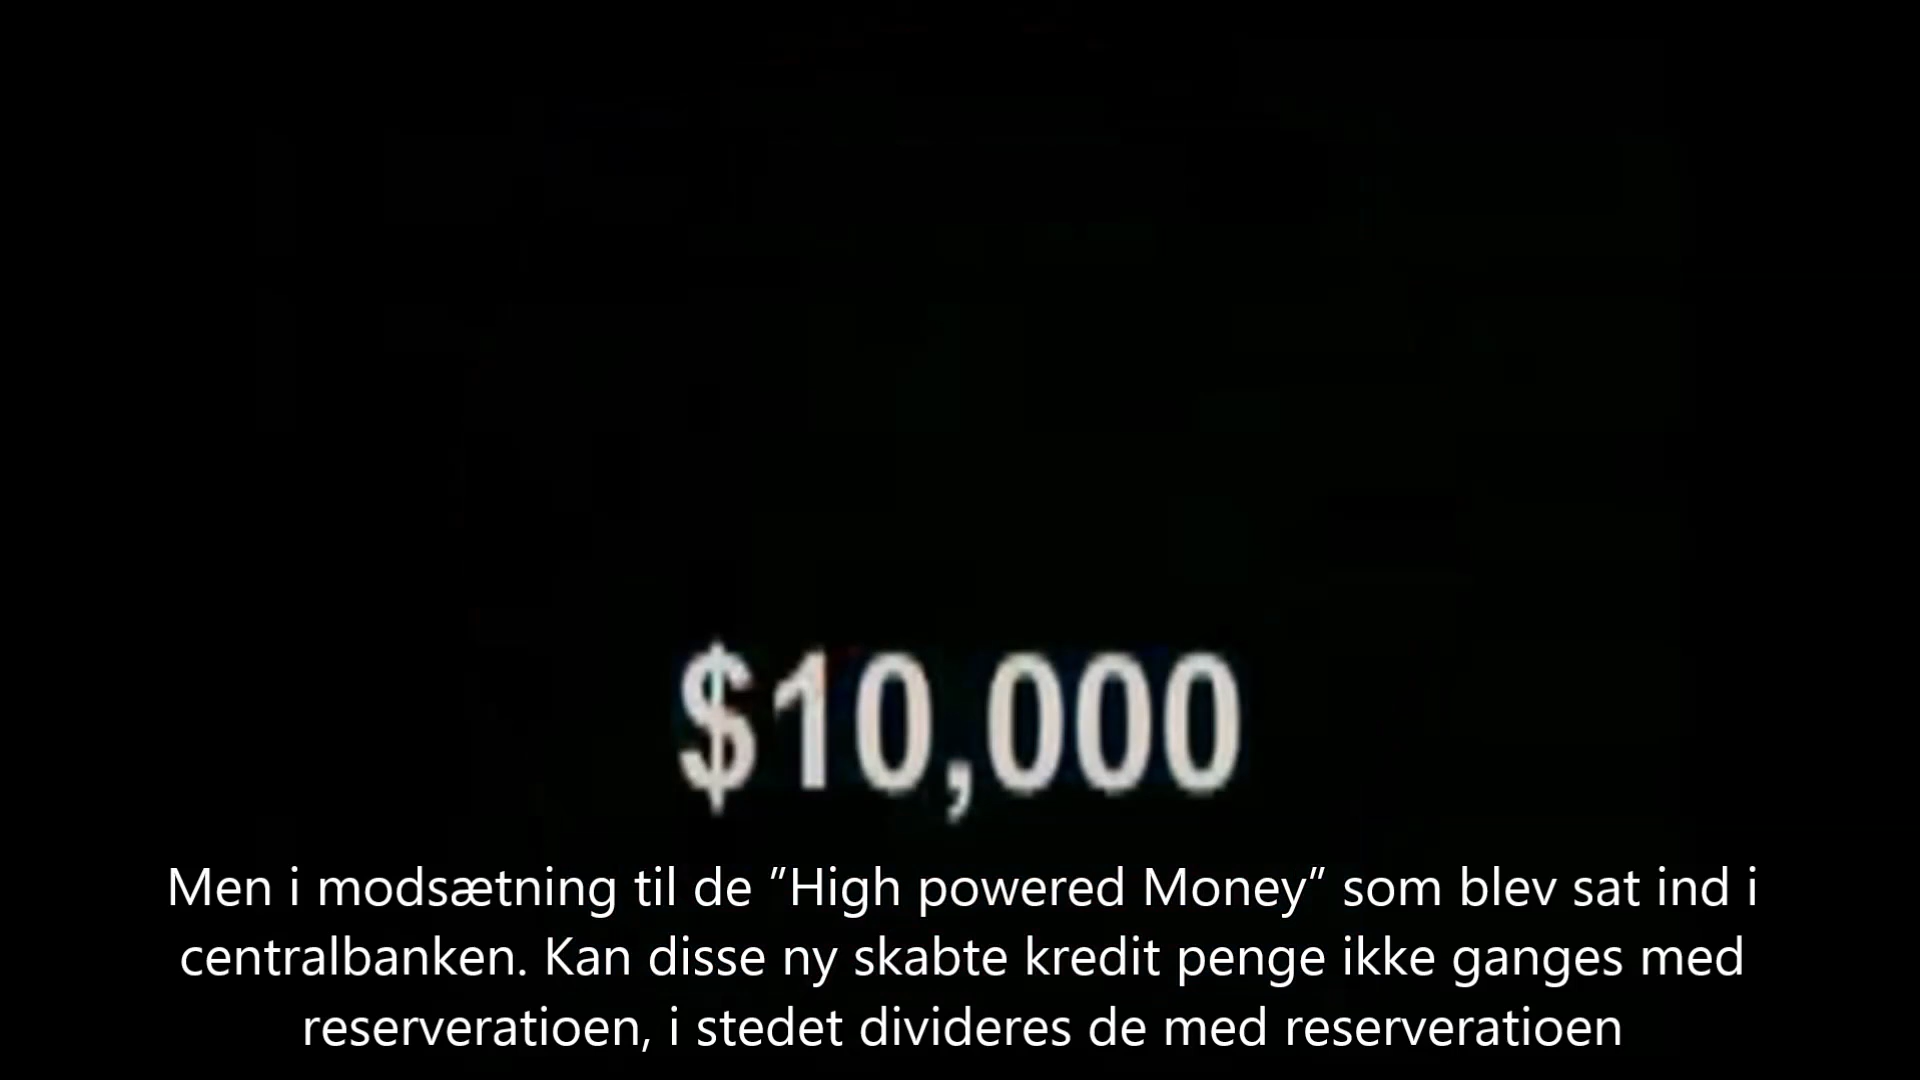 $10,000
Men i modsætning til de ”High powered Money” som blev sat ind i
centralbanken. Kan disse ny skabte kredit penge ikke ganges med
reserveratioen, i stedet divideres de med reserveratioen